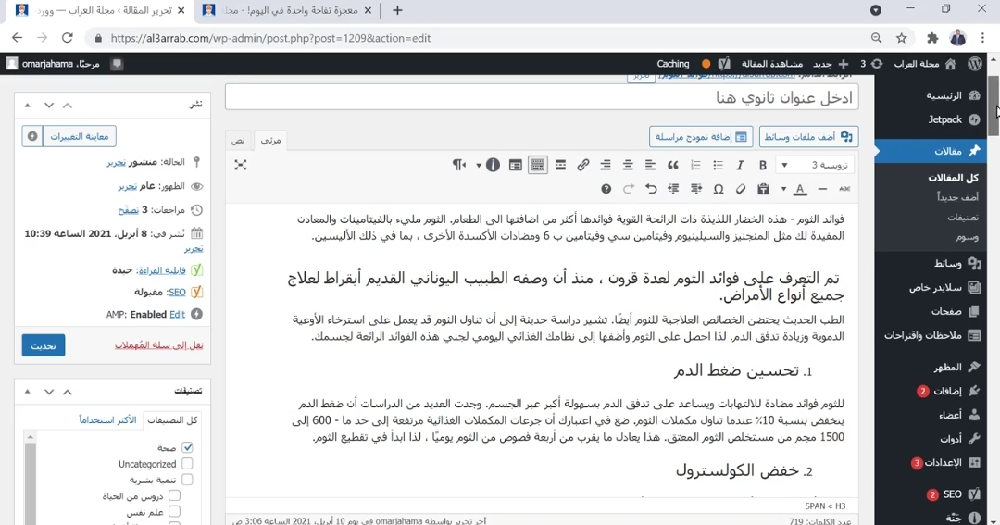 تحرير المقالة ‹ مجلة العراب — وور
معجزة تفاحة واحدة في اليوم! - مجل
https://al3arrab.com/wp-admin/post.php?post=1209&action=edit
مجلة العراب
3
جديد
مشاهدة المقالة
Caching
مرحبًا، omarjahama
الرئيسية
Jetpack
مقالات
كل المقالات
أضف جديداً
تصنيفات
وسوم
وسائط
سلايدر خاص
صفحات
ملاحظات واقتراحات
المظهر
إضافات 2
أعضاء
أدوات
الإعدادات 3
SEO 2
جنّة
تحرير
ادخل عنوان ثانوي هنا
أضف ملفات وسائط
إضافة نموذج مراسلة
مرئي
نص
ترويسة 3
فوائد الثوم - هذه الخضار اللذيذة ذات الرائحة القوية فوائدها أكثر من اضافتها الى الطعام. الثوم مليء بالفيتامينات والمعادن
المفيدة لك مثل المنجنيز والسيلينيوم وفيتامين سي وفيتامين ب 6 ومضادات الأكسدة الأخرى ، بما في ذلك الأليسين.
تم التعرف على فوائد الثوم لعدة قرون ، منذ أن وصفه الطبيب اليوناني القديم أبقراط لعلاج
جميع أنواع الأمراض.
الطب الحديث يحتضن الخصائص العلاجية للثوم أيضًا. تشير دراسة حديثة إلى أن تناول الثوم قد يعمل على استرخاء الأوعية
الدموية وزيادة تدفق الدم. لذا احصل على الثوم وأضفها إلى نظامك الغذائي اليومي لجني هذه الفوائد الرائعة لجسمك.
1. تحسين ضغط الدم
للثوم فوائد مضادة للالتهابات ويساعد على تدفق الدم بسهولة أكبر عبر الجسم. وجدت العديد من الدراسات أن ضغط الدم
ينخفض بنسبة 10٪ عندما تناول مكملات الثوم. ضع في اعتبارك أن جرعات المكملات الغذائية مرتفعة إلى حد ما - 600 إلى
1500 مجم من مستخلص الثوم المعتق. هذا يعادل ما يقرب من أربعة فصوص من الثوم يوميًا ، لذا ابدأ في تقطيع الثوم.
2. خفض الكولسترول
SPAN « H3
عدد الكلمات: 719
آخر تحرير بواسطة omarjahama في يوم 10 أبريل، 2021 الساعة 3:06 ص
نشر
معاينة التغييرات
الحالة: منشور تحرير
الظهور: عام تحرير
مراجعات: 3 تصفّح
نُشر في: 8 أبريل، 2021 الساعة 10:39
تحرير
قابلية القراءة: جيدة
SEO: مقبولة
AMP: Enabled Edit
نقل إلى سلة المُهملات
تحديث
تصنيفات
كل التصنيفات
الأكثر استخداماً
صحة
Uncategorized
تنمية بشرية
دروس من الحياة
علم نفس